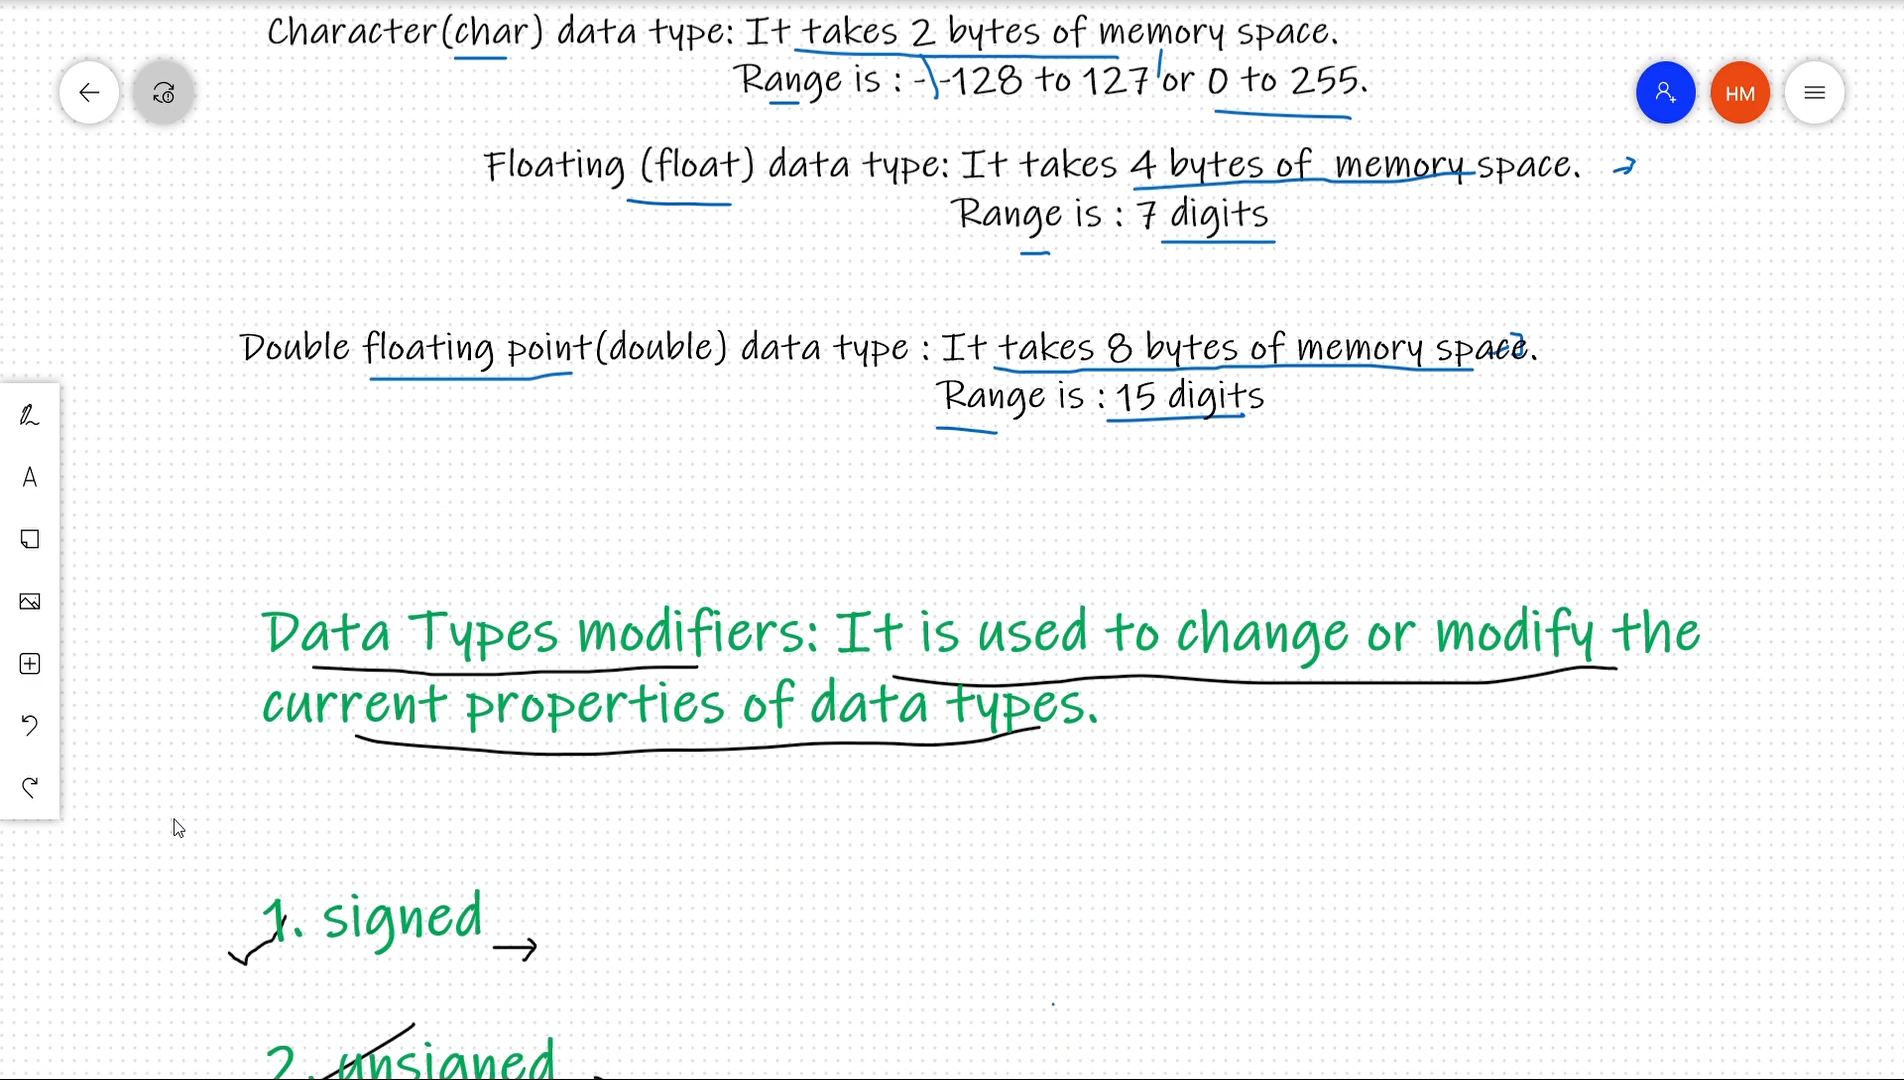 Character(char) data type: It takes 2 bytes of memory space.
Range is : --128 to 127 or 0 to 255.
HM
Floating (float) data type: It takes 4 bytes of memory space.
Range is : 7 digits
Double floating point(double) data type : It takes 8 bytes of memory space.
Range is : 15 digits
A
Data Types modifiers: It is used to change or modify the
current properties of data types.
1. signed
2. unsigned